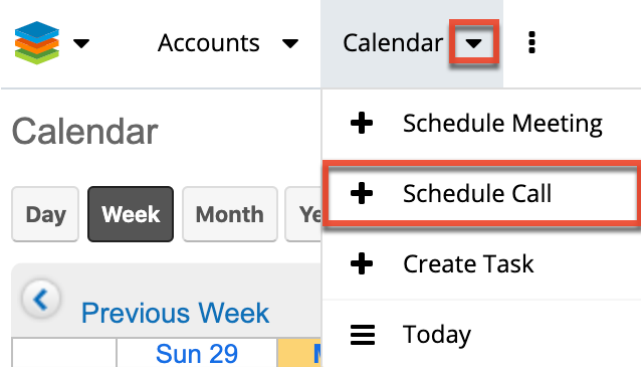 Accounts Calendar
Calendar
Schedule Meeting
Day Week Month
Schedule Call
Create Task
Previous Week
Today
Sun 29